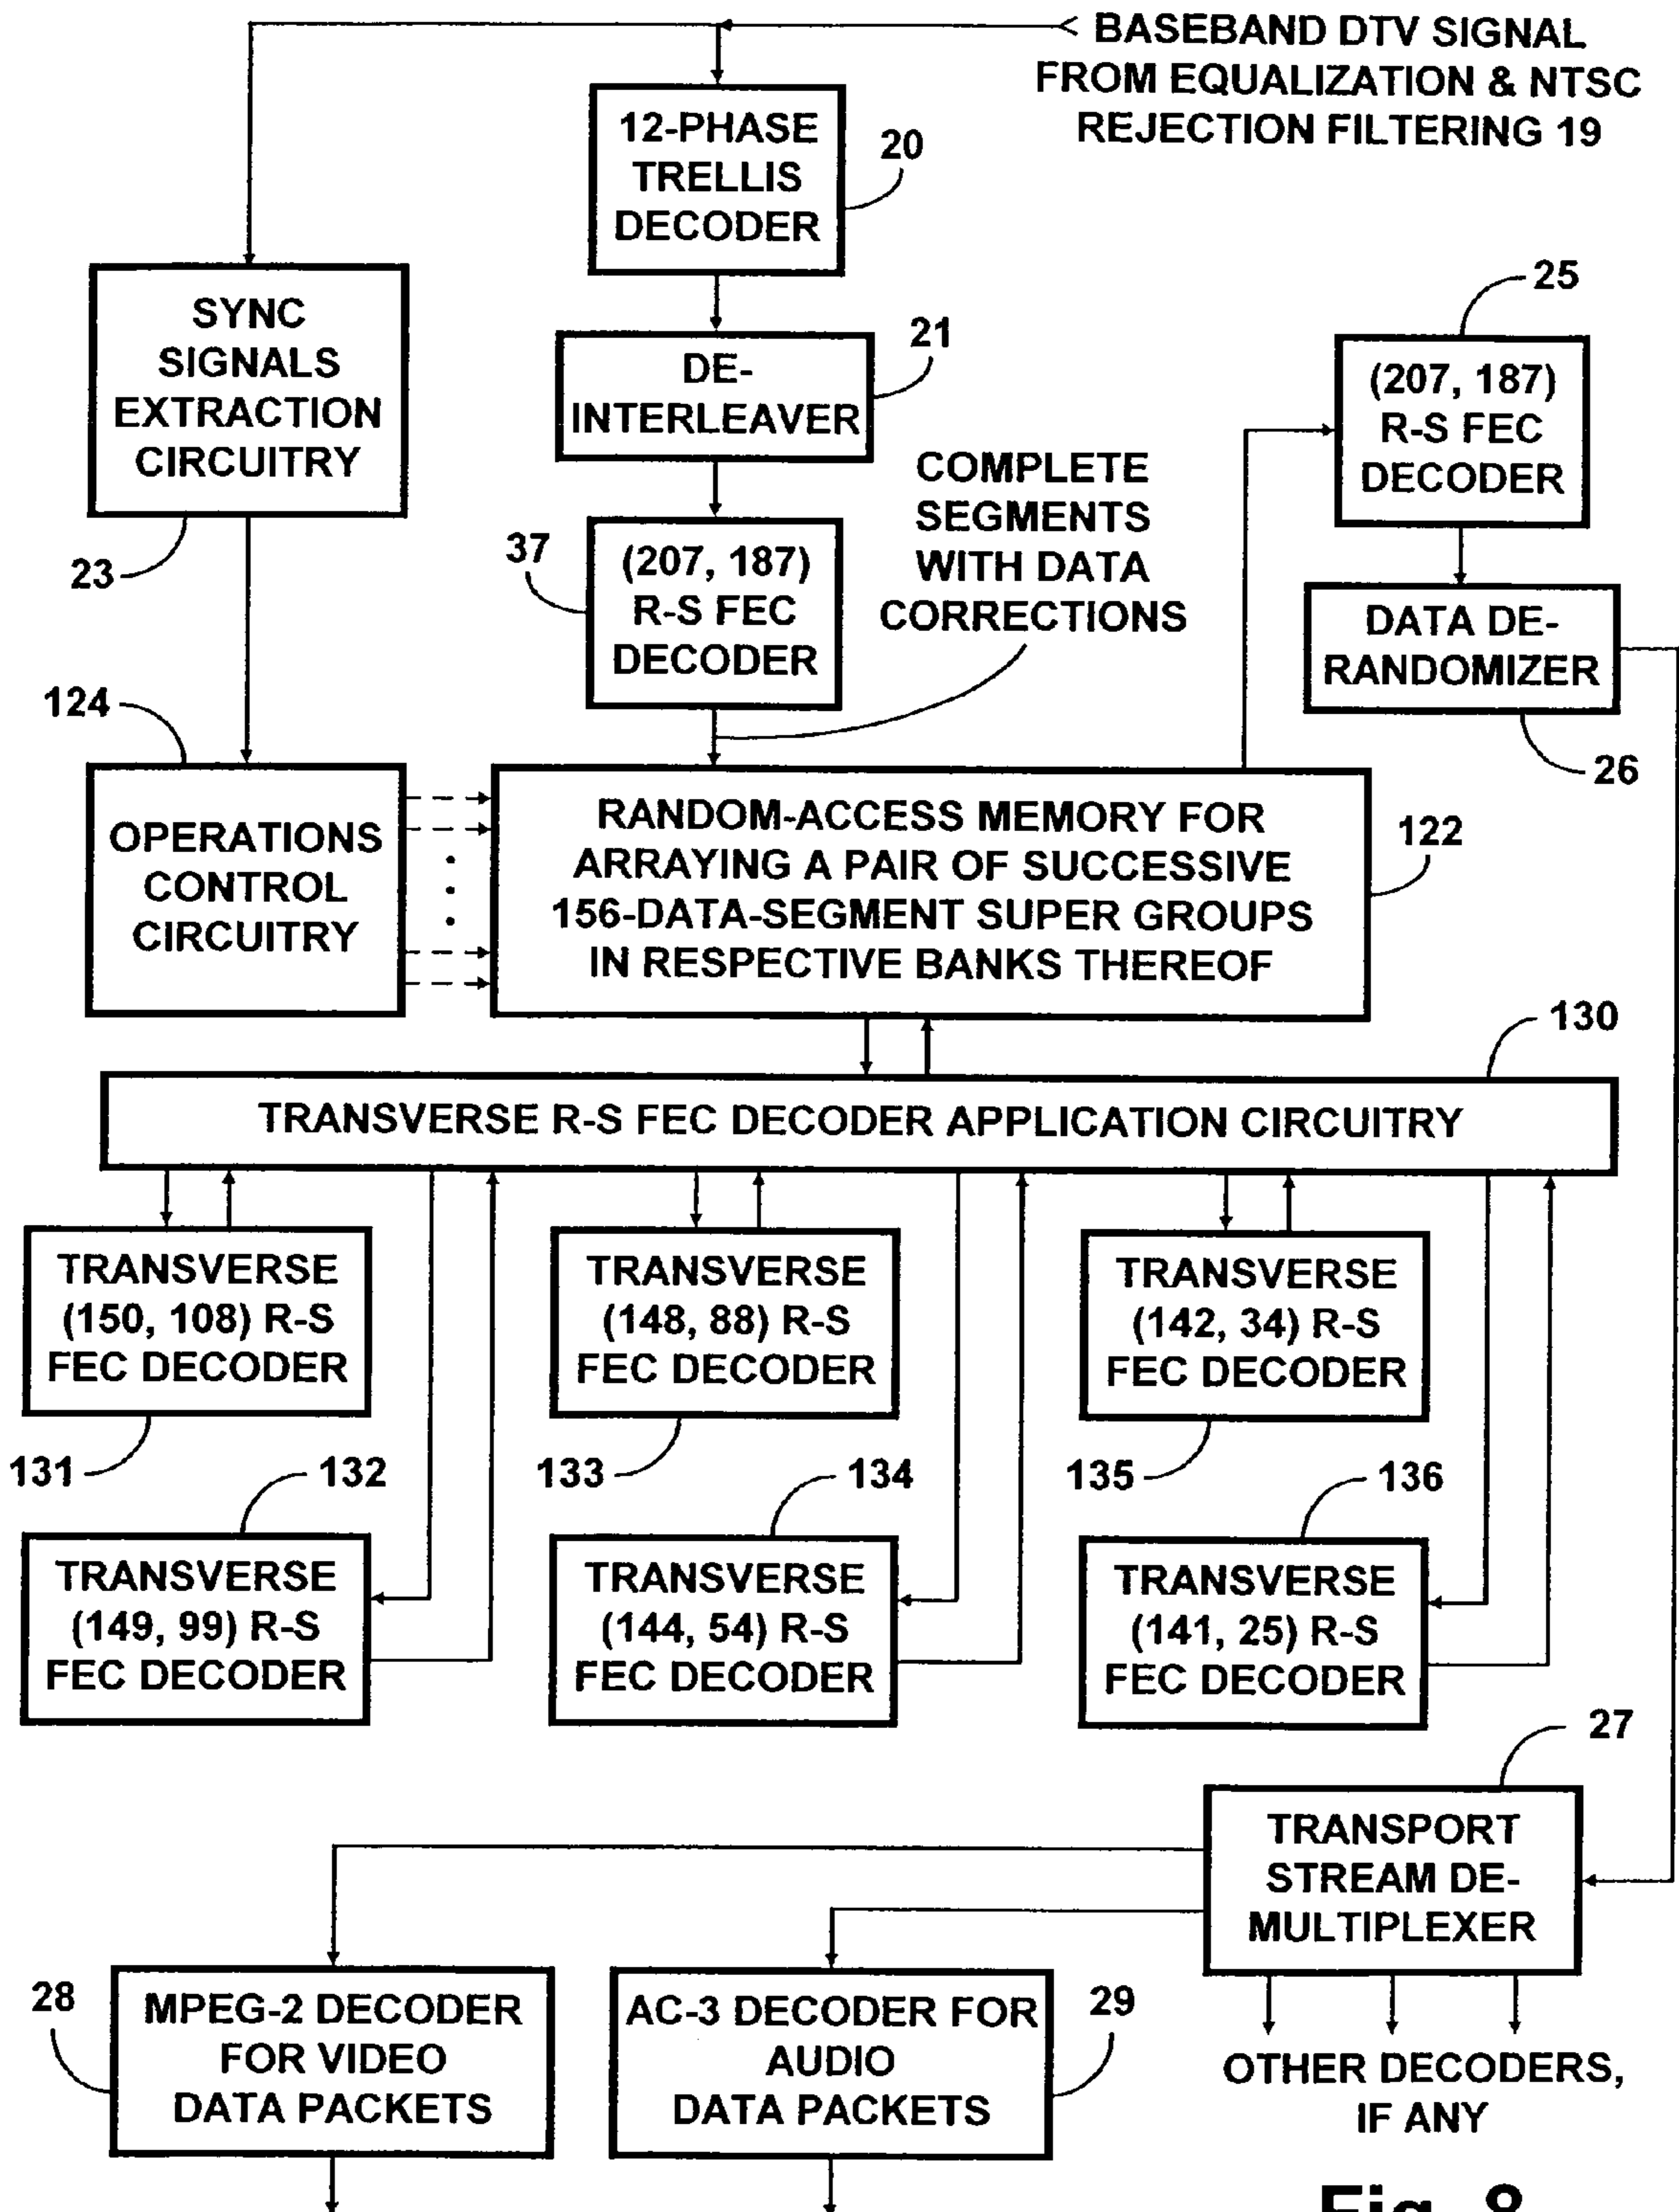 BASEBAND DTV SIGNAL
FROM EQUALIZATION & NTSC
REJECTION FILTERING 19
12-PHASE
TRELLIS
DECODER
20
SYNC
SIGNALS
EXTRACTION
CIRCUITRY
23
DE-
INTERLEAVER
21
25
(207, 187)
R-S FEC
DECODER
COMPLETE
SEGMENTS
WITH DATA
CORRECTIONS
37
(207, 187)
R-S FEC
DECODER
DATA DE-
RANDOMIZER
26
124
OPERATIONS
CONTROL
CIRCUITRY
RANDOM-ACCESS MEMORY FOR
ARRAYING A PAIR OF SUCCESSIVE
156-DATA-SEGMENT SUPER GROUPS
IN RESPECTIVE BANKS THEREOF
122
130
TRANSVERSE R-S FEC DECODER APPLICATION CIRCUITRY
TRANSVERSE
(150, 108) R-S
FEC DECODER
131
TRANSVERSE
(148, 88) R-S
FEC DECODER
133
TRANSVERSE
(142, 34) R-S
FEC DECODER
135
132
TRANSVERSE
(149, 99) R-S
FEC DECODER
134
TRANSVERSE
(144, 54) R-S
FEC DECODER
136
TRANSVERSE
(141, 25) R-S
FEC DECODER
27
TRANSPORT
STREAM DE-
MULTIPLEXER
28
MPEG-2 DECODER
FOR VIDEO
DATA PACKETS
AC-3 DECODER FOR
AUDIO
DATA PACKETS
29
OTHER DECODERS,
IF ANY
Fig. 8